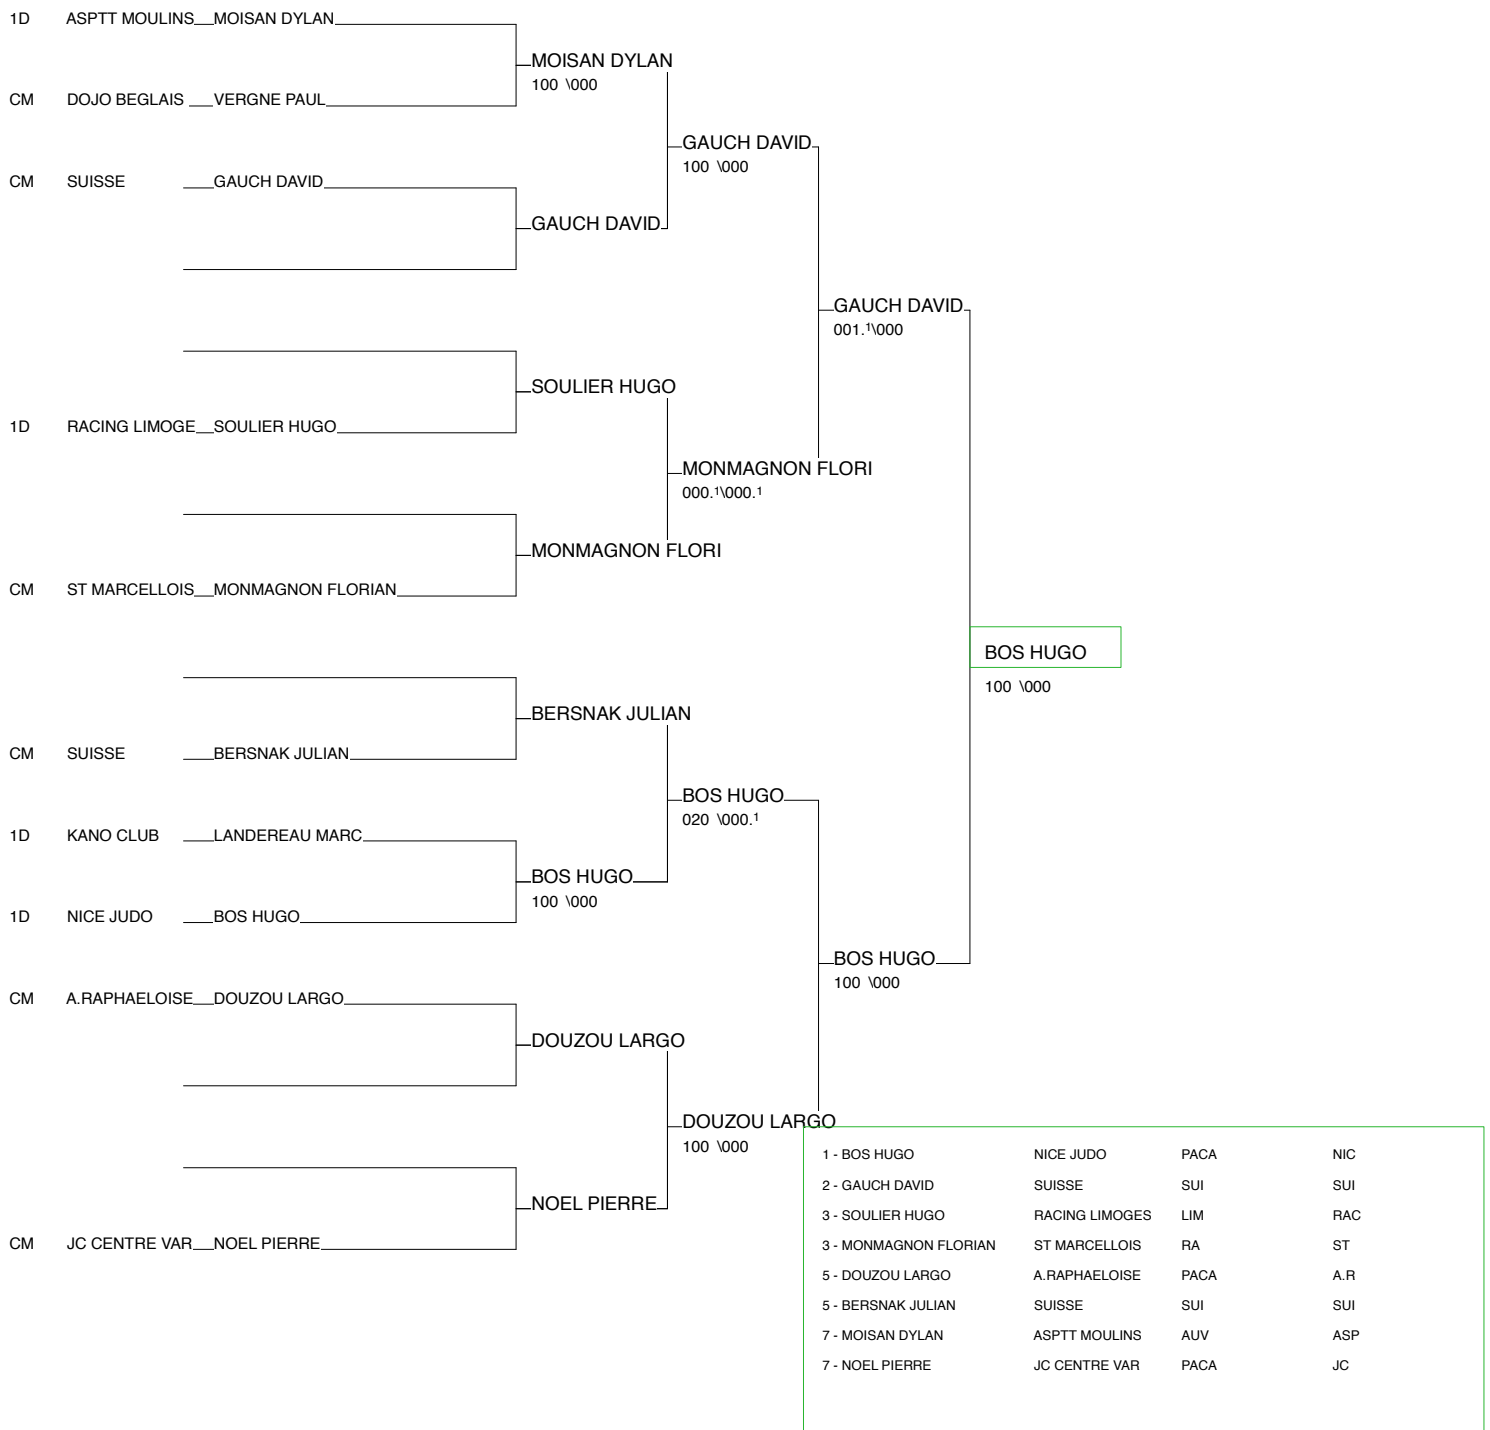 1D ASPTT MOULINS MOISAN DYLAN
MOISAN DYLAN
100 \000
CM DOJO BEGLAIS VERGNE PAUL
GAUCH DAVID
100 \000
CM SUISSE GAUCH DAVID
GAUCH DAVID
GAUCH DAVID
001.¹\000
SOULIER HUGO
1D RACING LIMOGE SOULIER HUGO
MONMAGNON FLORI
000.¹\000.¹
MONMAGNON FLORI
CM ST MARCELLOIS MONMAGNON FLORIAN
BOS HUGO
100 \000
BERSNAK JULIAN
CM SUISSE BERSNAK JULIAN
BOS HUGO
020 \000.¹
1D KANO CLUB LANDEREAU MARC
BOS HUGO
100 \000
1D NICE JUDO BOS HUGO
BOS HUGO
100 \000
CM A.RAPHAELOISE DOUZOU LARGO
DOUZOU LARGO
DOUZOU LARGO
100 \000
NOEL PIERRE
CM JC CENTRE VAR NOEL PIERRE
1 - BOS HUGO NICE JUDO PACA NIC
2 - GAUCH DAVID SUISSE SUI SUI
3 - SOULIER HUGO RACING LIMOGES LIM RAC
3 - MONMAGNON FLORIAN ST MARCELLOIS RA ST
5 - DOUZOU LARGO A.RAPHAELOISE PACA A.R
5 - BERSNAK JULIAN SUISSE SUI SUI
7 - MOISAN DYLAN ASPTT MOULINS AUV ASP
7 - NOEL PIERRE JC CENTRE VAR PACA JC